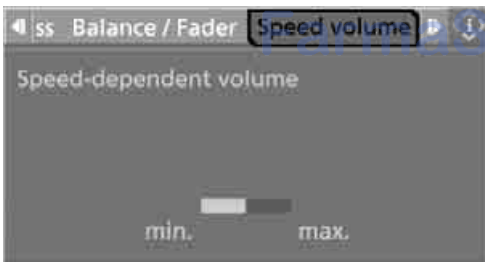 ss Balance / Fader Speed volume
Speed-dependent volume
min. max.